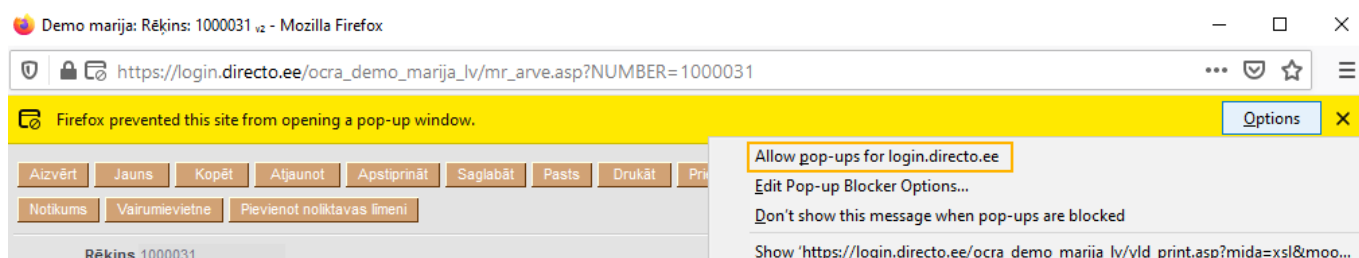 Demo marija: Rēķins: 1000031 v2 - Mozilla Firefox
https://login.directo.ee/ocra_demo_marija_lv/mr_arve.asp?NUMBER=1000031
Firefox prevented this site from opening a pop-up window. Options
Allow pop-ups for login.directo.ee
Edit Pop-up Blocker Options...
Don't show this message when pop-ups are blocked
Show 'https://login.directo.ee/ocra_demo_marija_lv/yld_print.asp?mida=xsl&moo...
Aizvērt Jauns Kopēt Atjaunot Apstiprināt Saglabāt Pasts Drukāt
Notikums Vairumievietne Pievienot noliktavas līmeni
Rēķins 1000031